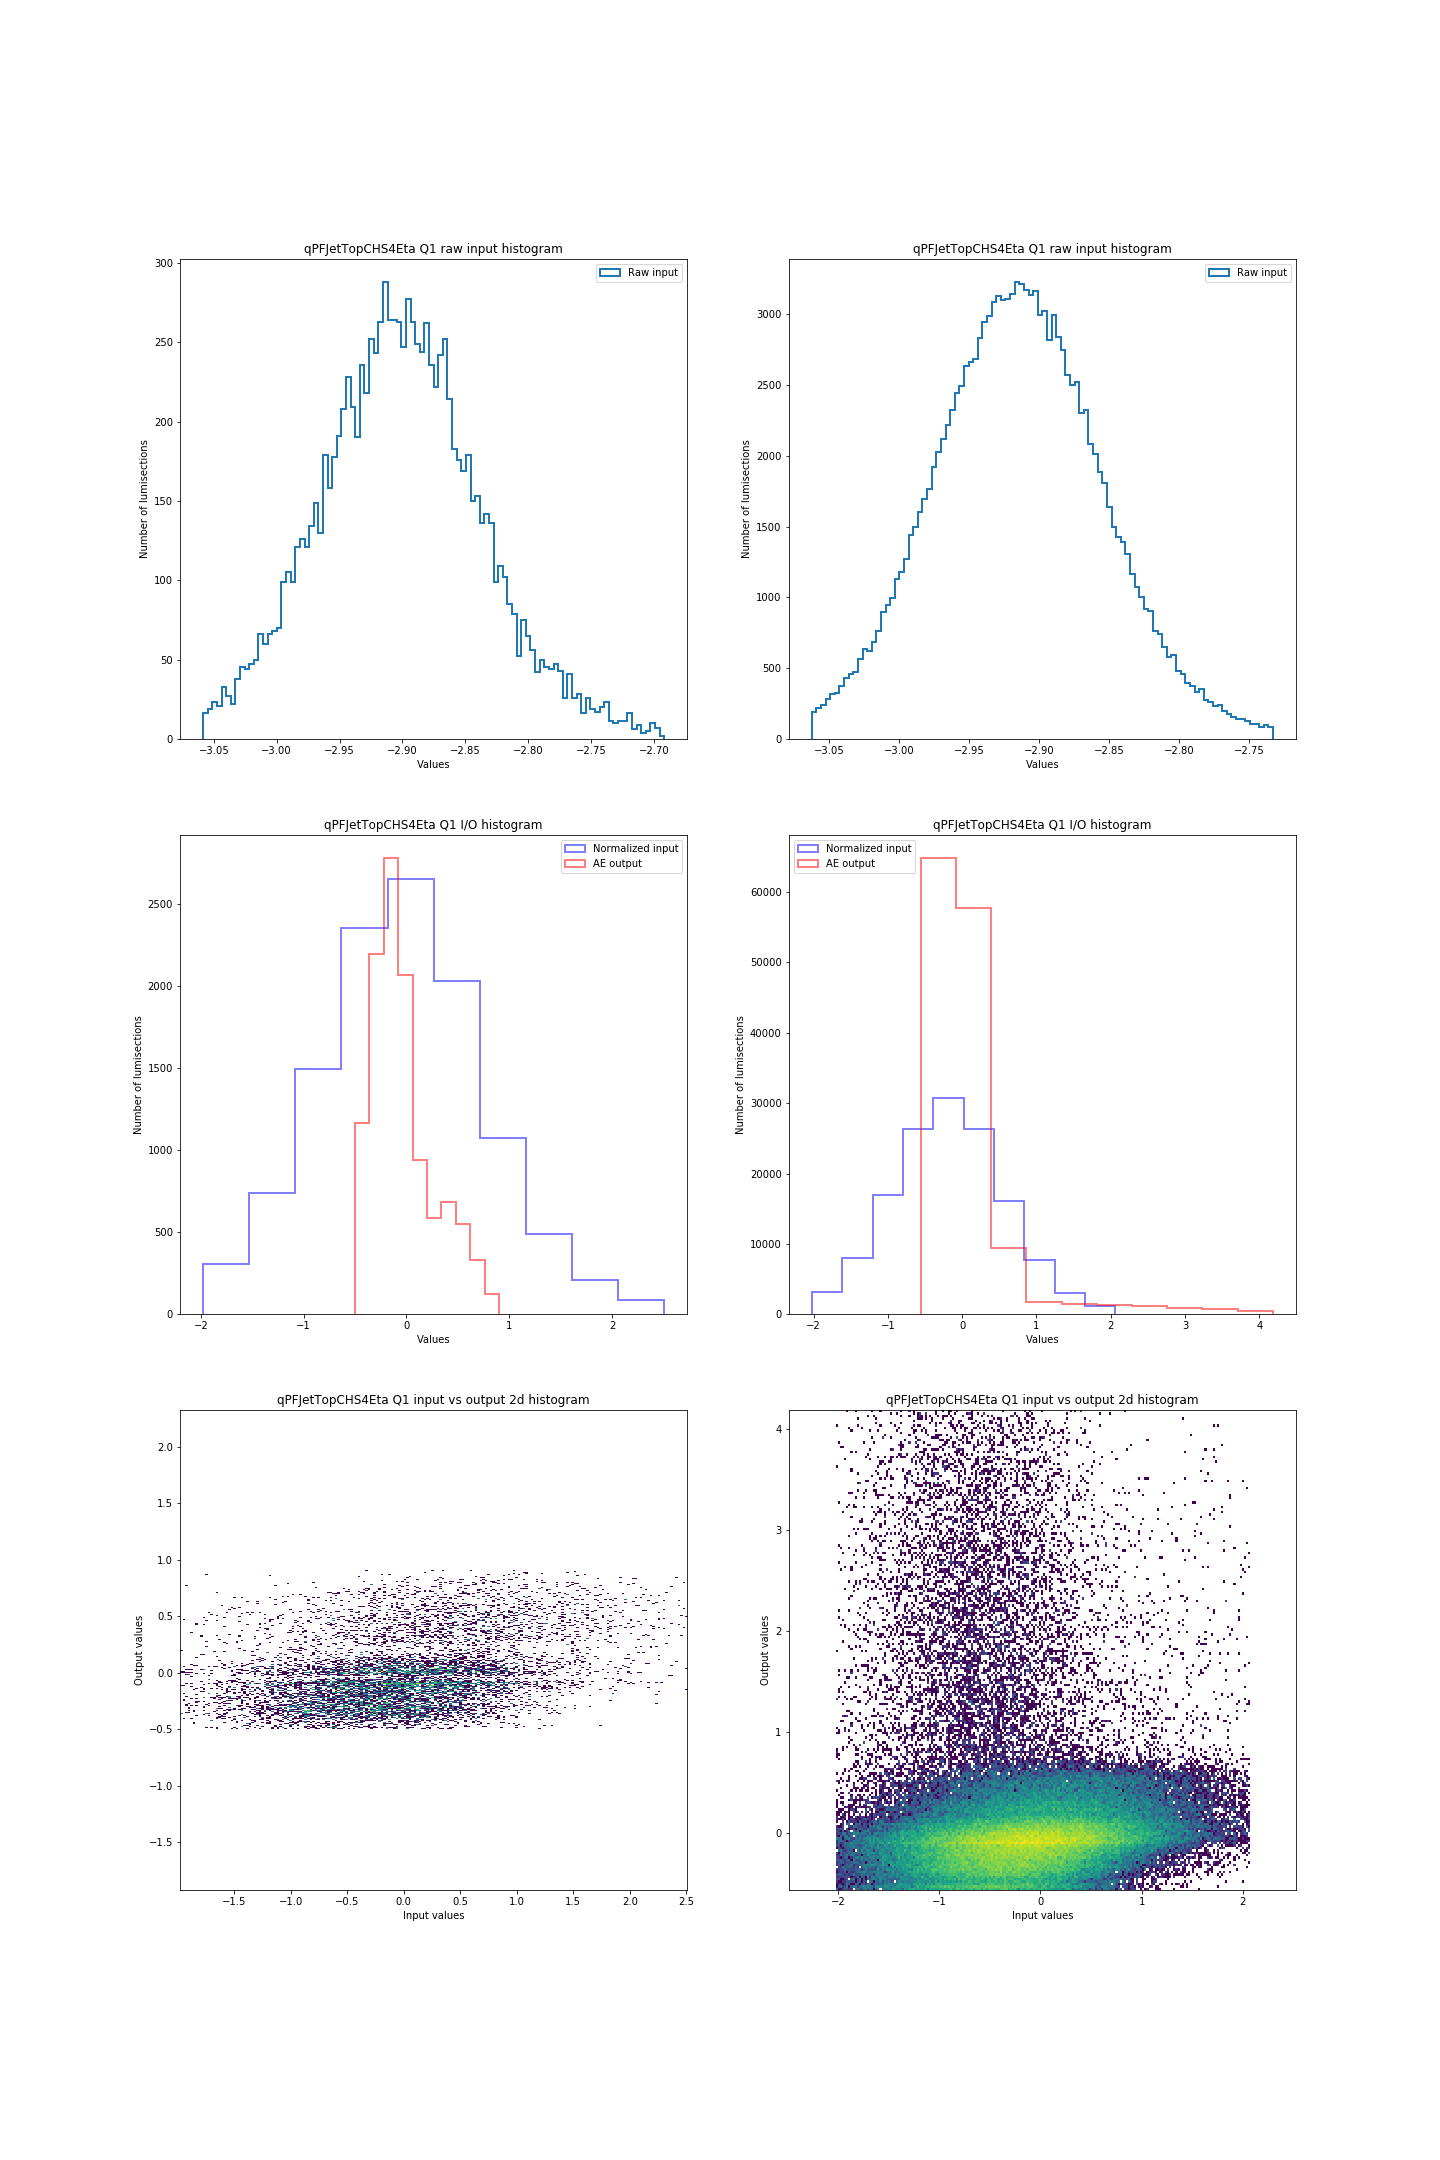 qPFJetTopCHS4Eta Q1 raw input histogram
Raw input
Number of lumisections
300
250
200
150
100
50
0
−3.05 −3.00 −2.95 −2.90 −2.85 −2.80 −2.75 −2.70
Values
qPFJetTopCHS4Eta Q1 raw input histogram
Raw input
Number of lumisections
3000
2500
2000
1500
1000
500
0
−3.05 −3.00 −2.95 −2.90 −2.85 −2.80 −2.75
Values
qPFJetTopCHS4Eta Q1 I/O histogram
Normalized input
AE output
Number of lumisections
2500
2000
1500
1000
500
0
−2 −1 0 1 2
Values
qPFJetTopCHS4Eta Q1 I/O histogram
Normalized input
AE output
Number of lumisections
60000
50000
40000
30000
20000
10000
0
−2 −1 0 1 2 3 4
Values
qPFJetTopCHS4Eta Q1 input vs output 2d histogram
Output values
2.0
1.5
1.0
0.5
0.0
−0.5
−1.0
−1.5
−1.5 −1.0 −0.5 0.0 0.5 1.0 1.5 2.0 2.5
Input values
qPFJetTopCHS4Eta Q1 input vs output 2d histogram
Output values
4
3
2
1
0
−2 −1 0 1 2
Input values